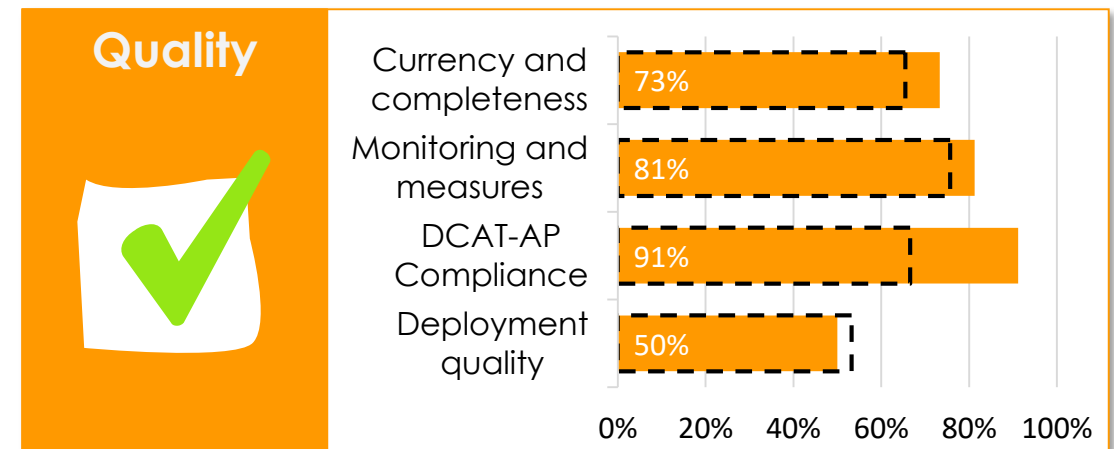 Quality
Currency and
completeness
73%
Monitoring and
measures
81%
DCAT-AP
Compliance
91%
Deployment
quality
50%
0% 20% 40% 60% 80% 100%